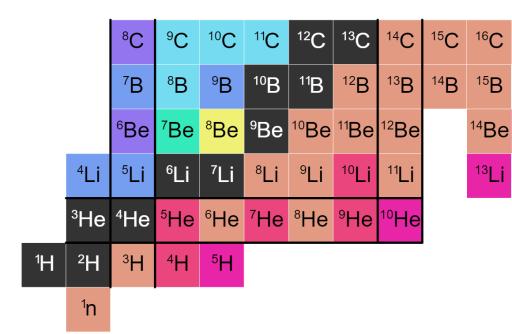 ⁸C ⁹C ¹⁰C ¹¹C ¹²C ¹³C ¹⁴C ¹⁵C ¹⁶C
⁷B ⁸B ⁹B ¹⁰B ¹¹B ¹²B ¹³B ¹⁴B ¹⁵B
⁶Be ⁷Be ⁸Be ⁹Be ¹⁰Be ¹¹Be ¹²Be ¹⁴Be
⁴Li ⁵Li ⁶Li ⁷Li ⁸Li ⁹Li ¹⁰Li ¹¹Li ¹³Li
³He ⁴He ⁵He ⁶He ⁷He ⁸He ⁹He ¹⁰He
¹H ²H ³H ⁴H ⁵H
¹n